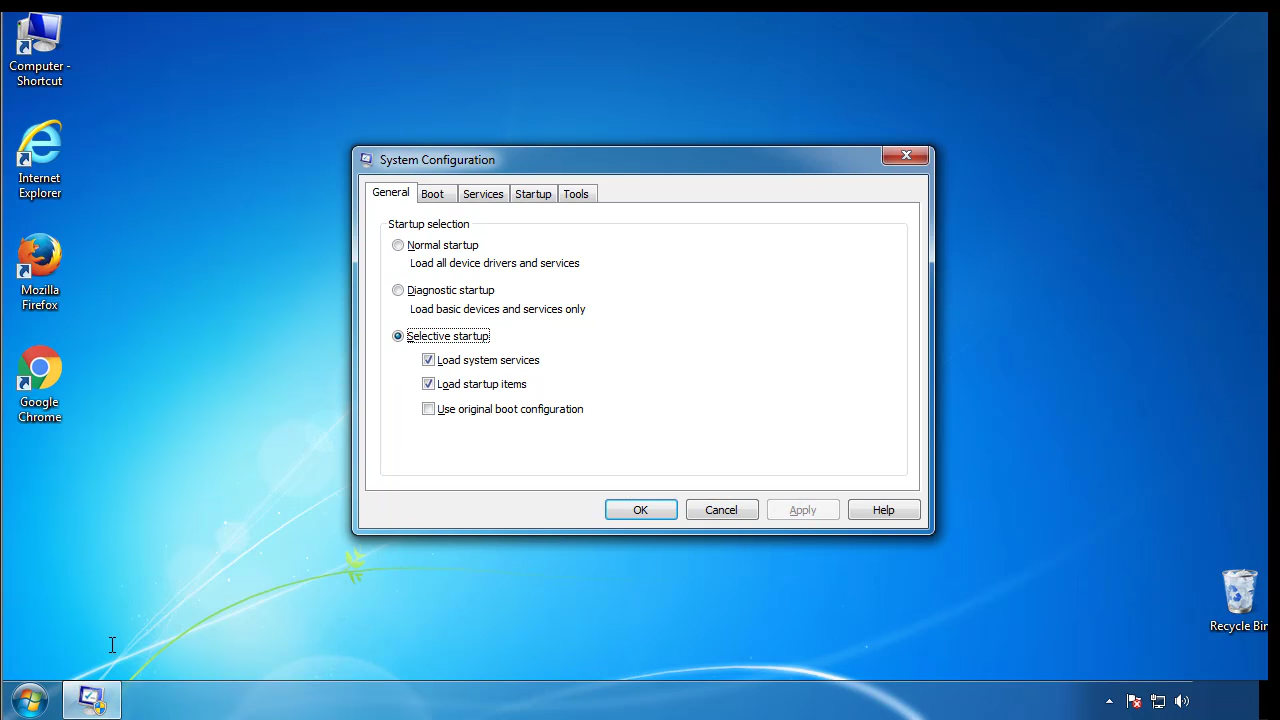 Computer -
Shortcut
Internet
Explorer
Mozilla
Firefox
Google
Chrome
System Configuration
General Boot Services Startup Tools
Startup selection
Normal startup
Load all device drivers and services
Diagnostic startup
Load basic devices and services only
Selective startup
Load system services
Load startup items
Use original boot configuration
OK Cancel Apply Help
Recycle Bin